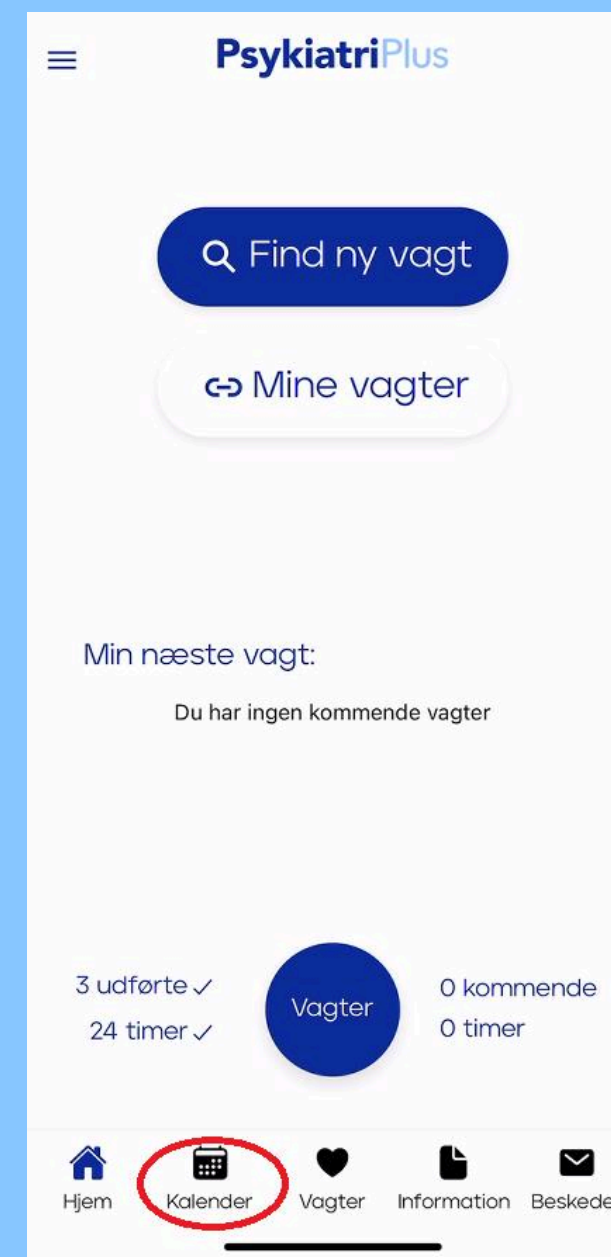 PsykiatriPlus
Find ny vagt
Mine vagter
Min næste vagt:
Du har ingen kommende vagter
3 udførte ✓
24 timer ✓
Vagter
0 kommende
0 timer
Hjem
Kalender
Vagter
Information
Beskede